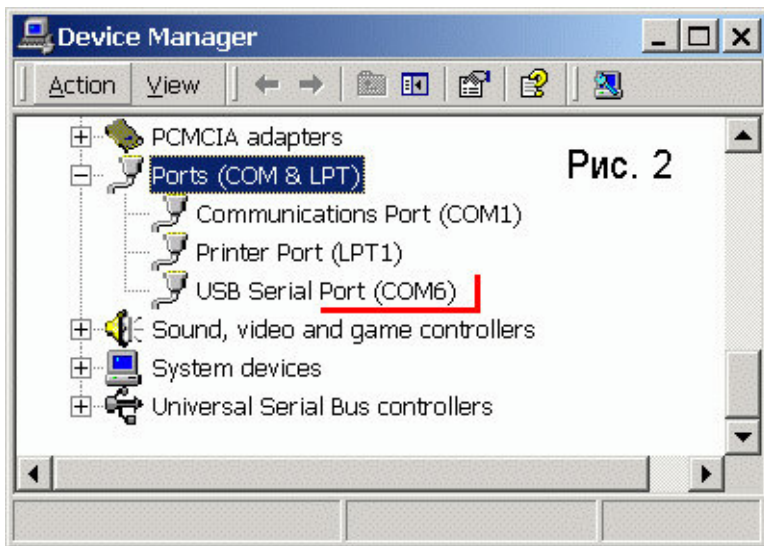 Device Manager
Action View
PCMCIA adapters
Рис. 2
Ports (COM & LPT)
Communications Port (COM1)
Printer Port (LPT1)
USB Serial Port (COM6)
Sound, video and game controllers
System devices
Universal Serial Bus controllers